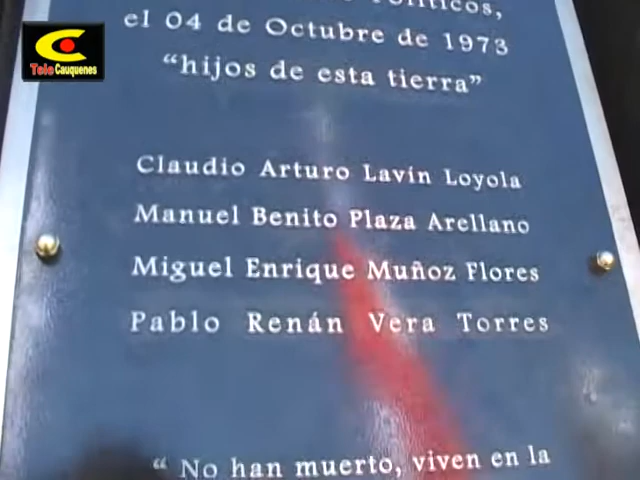 políticos,
el 04 de Octubre de 1973
“hijos de esta tierra”
Claudio Arturo Lavín Loyola
Manuel Benito Plaza Arellano
Miguel Enrique Muñoz Flores
Pablo Renán Vera Torres
“ No han muerto, viven en la
Tele Cauquenes